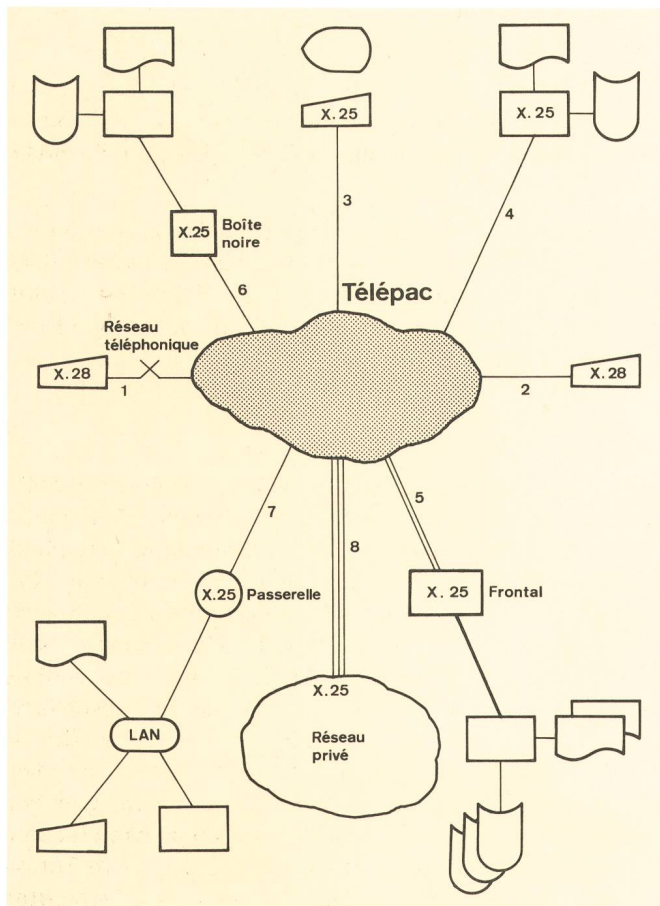 X.25
X.25
3
4
X.25
Boîte
noire
6
Télépac
Réseau
téléphonique
X.28
1
2
X.28
7
8
5
X.25
Passerelle
X. 25
Frontal
X.25
LAN
Réseau
privé